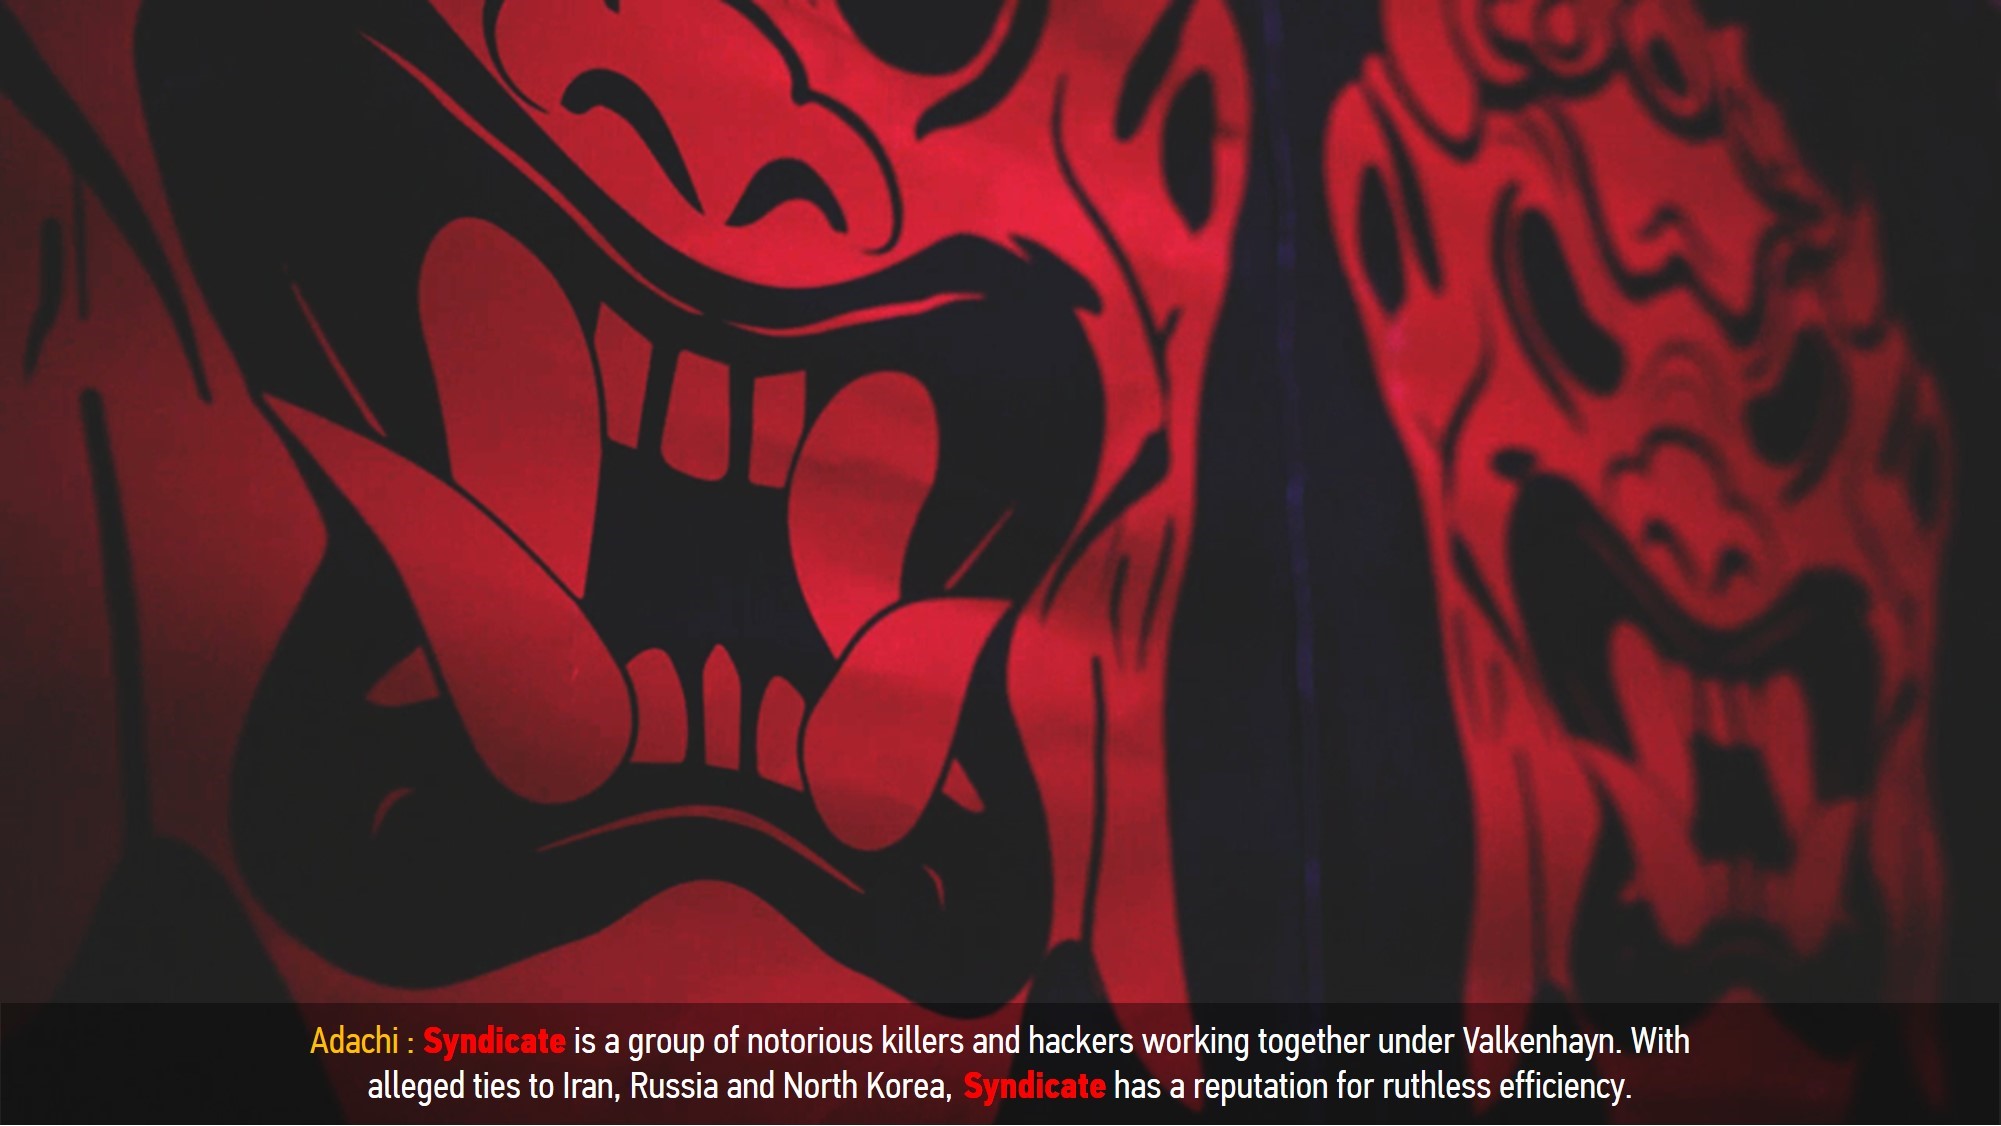 Adachi : Syndicate is a group of notorious killers and hackers working together under Valkenhayn. With
alleged ties to Iran, Russia and North Korea, Syndicate has a reputation for ruthless efficiency.